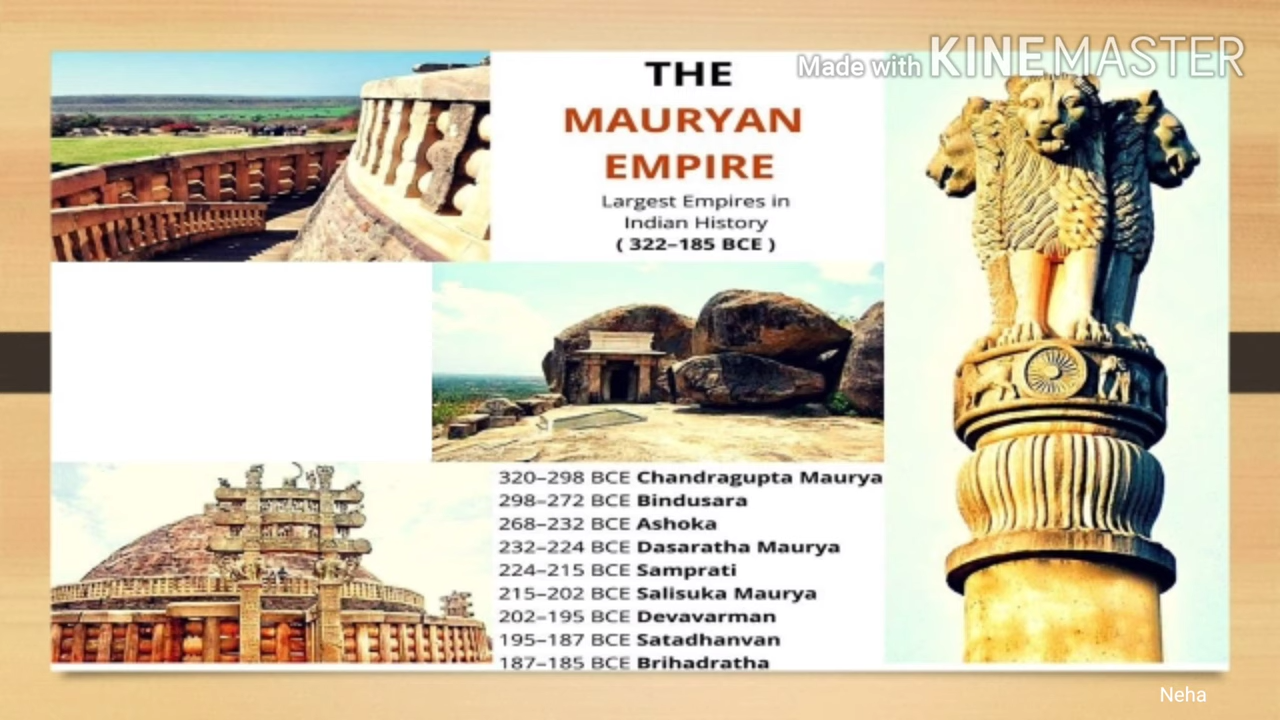 Made with KINEMASTER
THE
MAURYAN
EMPIRE
Largest Empires in
Indian History
( 322–185 BCE )
320–298 BCE Chandragupta Maurya
298–272 BCE Bindusara
268–232 BCE Ashoka
232–224 BCE Dasaratha Maurya
224–215 BCE Samprati
215–202 BCE Salisuka Maurya
202–195 BCE Devavarman
195–187 BCE Satadhanvan
187–185 BCE Brihadratha
Neha